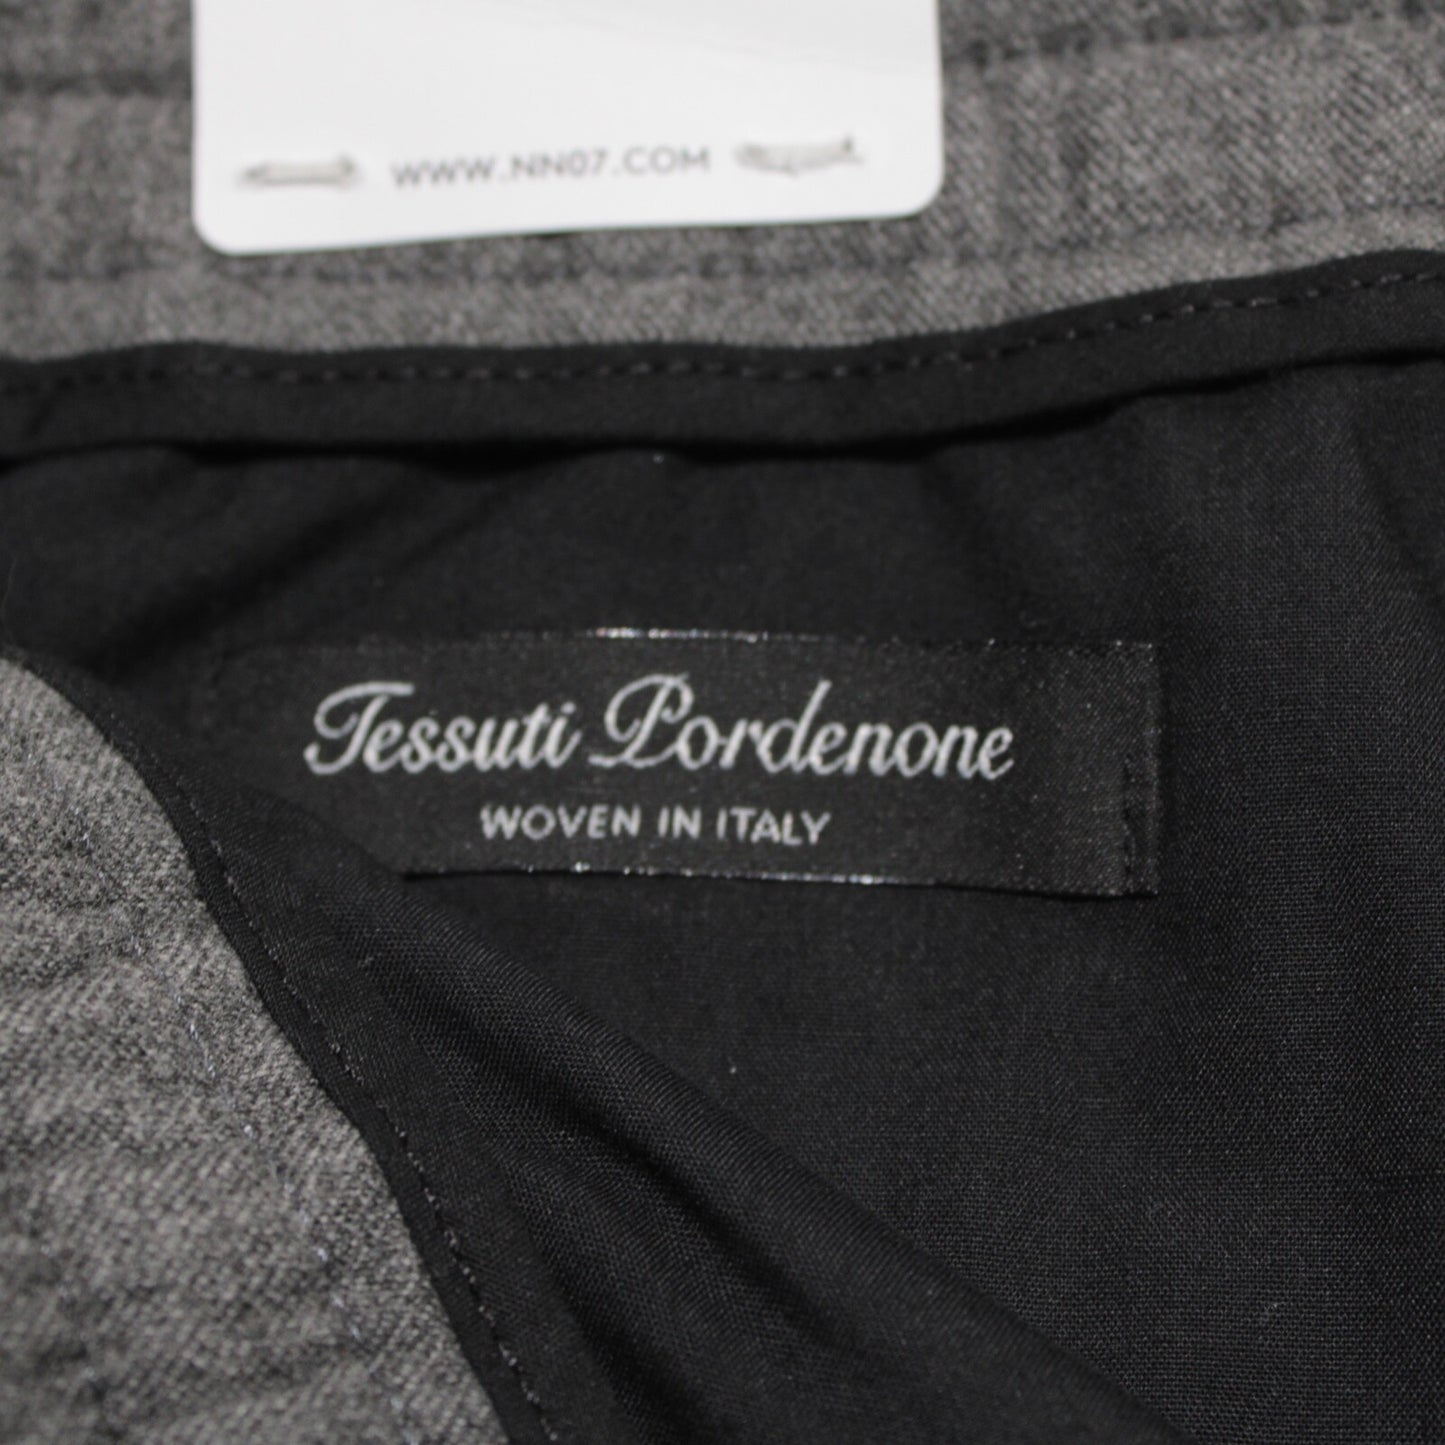 WWW.NN07.COM
Tessuti Pordenone
WOVEN IN ITALY